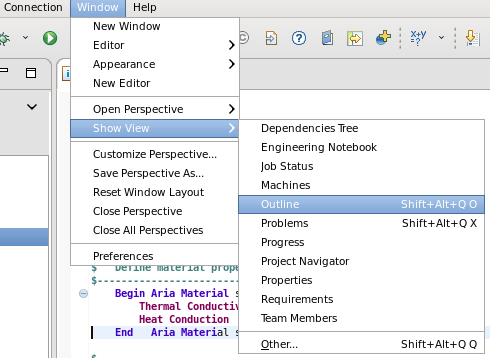 Connection Window Help
New Window
Editor
Appearance
New Editor
Open Perspective
Show View
Customize Perspective...
Save Perspective As...
Reset Window Layout
Close Perspective
Close All Perspectives
Preferences
Dependencies Tree
Engineering Notebook
Job Status
Machines
Outline Shift+Alt+Q O
Problems Shift+Alt+Q X
Progress
Project Navigator
Properties
Requirements
Team Members
Other... Shift+Alt+Q Q
$ Define material prope
$-----------------------
Begin Aria Material s
Thermal Conductiv
Heat Conduction
End Aria Material s
$